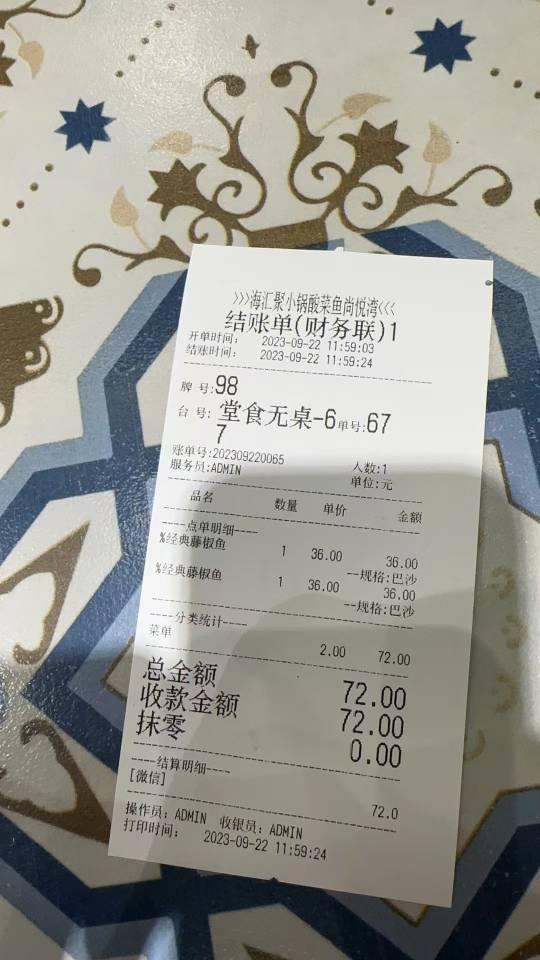 >>>海汇聚小锅酸菜鱼尚悦湾<<<
结账单(财务联)1
开单时间: 2023-09-22 11:59:03
结账时间: 2023-09-22 11:59:24
牌 号:98
台 号: 堂食无桌-6 单号:67
7
账单号:202309220065 人数:1
服务员:ADMIN 单位:元
品名 数量 单价 金额
----点单明细----
%经典藤椒鱼 1 36.00 36.00
--规格:巴沙
%经典藤椒鱼 1 36.00 36.00
--规格:巴沙
----分类统计----
菜单 2.00 72.00
总金额 72.00
收款金额 72.00
抹零 0.00
----结算明细----
[微信] 72.0
操作员: ADMIN 收银员: ADMIN
打印时间: 2023-09-22 11:59:24